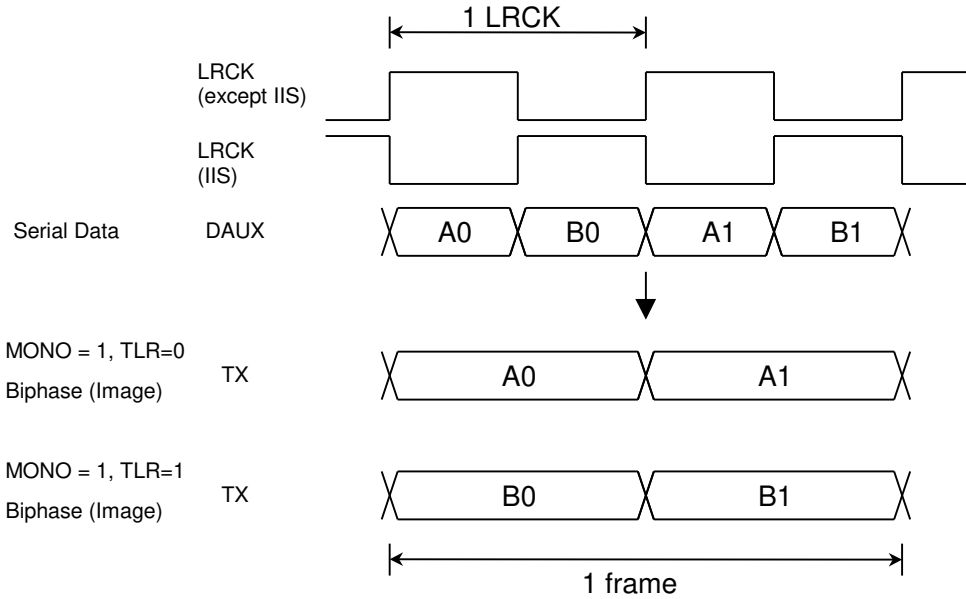 1 LRCK
LRCK
(except IIS)
LRCK
(IIS)
Serial Data DAUX A0 B0 A1 B1
MONO = 1, TLR=0
Biphase (Image)
TX A0 A1
MONO = 1, TLR=1
Biphase (Image)
TX B0 B1
1 frame